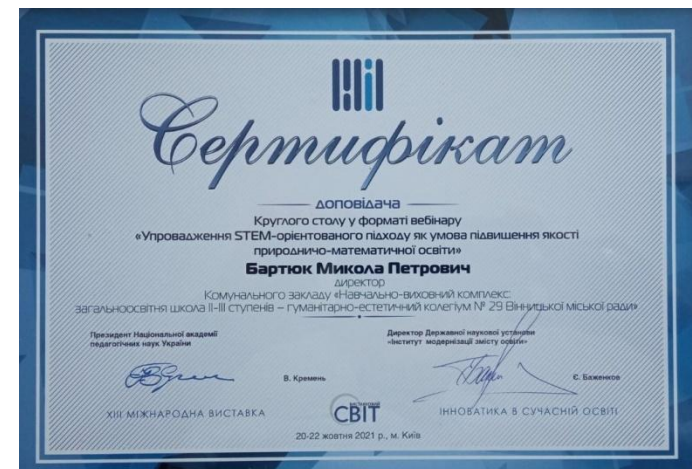 Сертифікат
доповідача
Круглого столу у форматі вебінару
«Упровадження STEM-орієнтованого підходу як умова підвищення якості
природничо-математичної освіти»
Бартюк Микола Петрович
директор
Комунального закладу «Навчально-виховний комплекс:
загальноосвітня школа ІІ-ІІІ ступенів – гуманітарно-естетичний колегіум № 29 Вінницької міської ради»
Президент Національної академії
педагогічних наук України
В. Кремень
Директор Державної наукової установи
«Інститут модернізації змісту освіти»
Є. Баженков
ХІІІ МІЖНАРОДНА ВИСТАВКА
СВІТ
ІННОВАТИКА В СУЧАСНІЙ ОСВІТІ
20-22 жовтня 2021 р., м. Київ